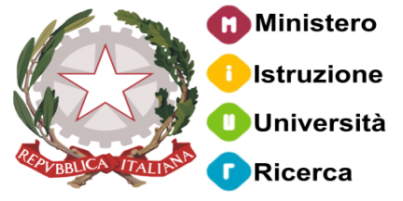 REPVBBLICA ITALIANA
m Ministero
i Istruzione
u Università
r Ricerca